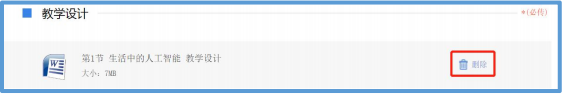 教学设计
*(必传)
第1节 生活中的人工智能 教学设计
大小: 7MB
删除